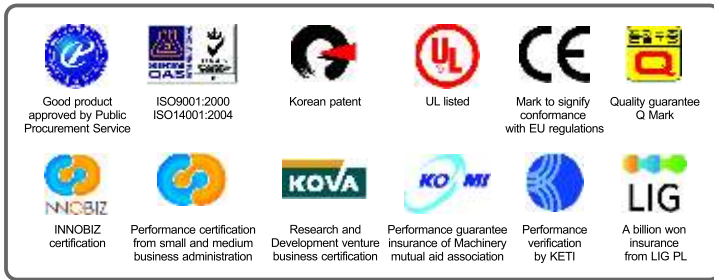 UL
CE
Q
Good product
approved by Public
Procurement Service
ISO9001:2000
ISO14001:2004
Korean patent
UL listed
Mark to signify
conformance
with EU regulations
Quality guarantee
Q Mark
INNOBIZ
KOVA
KO MI
LIG
INNOBIZ
certification
Performance certification
from small and medium
business administration
Research and
Development venture
business certification
Performance guarantee
insurance of Machinery
mutual aid association
Performance
verification
by KETI
A billion won
insurance
from LIG PL